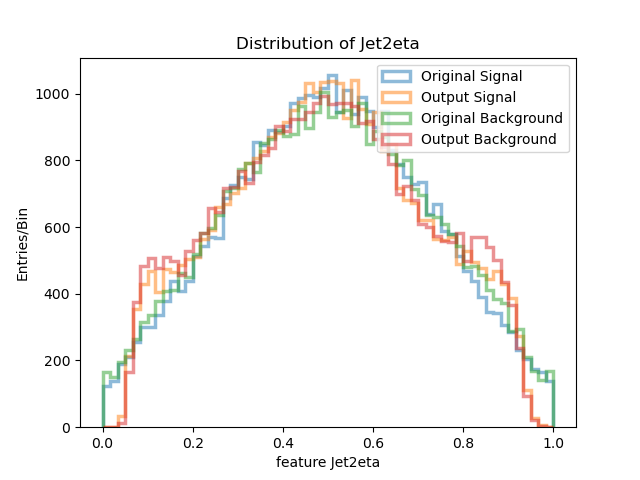 Distribution of Jet2eta
Original Signal
Output Signal
Original Background
Output Background
Entries/Bin
1000
800
600
400
200
0
0.0 0.2 0.4 0.6 0.8 1.0
feature Jet2eta